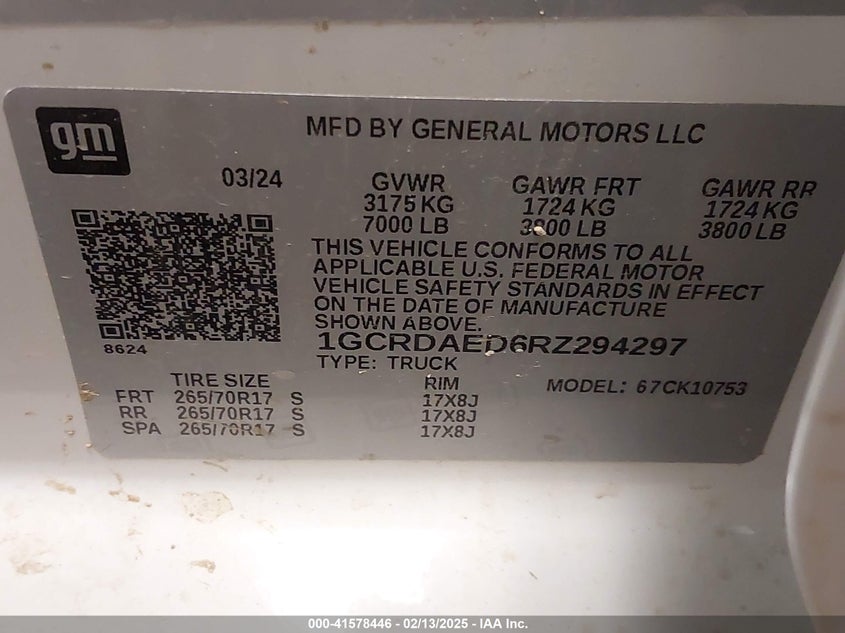 gm
MFD BY GENERAL MOTORS LLC
03/24 GVWR GAWR FRT GAWR RR
3175 KG 1724 KG 1724 KG
7000 LB 3800 LB 3800 LB
THIS VEHICLE CONFORMS TO ALL
APPLICABLE U.S. FEDERAL MOTOR
VEHICLE SAFETY STANDARDS IN EFFECT
ON THE DATE OF MANUFACTURE
SHOWN ABOVE.
8624
1GCRDAED6RZ294297
TYPE: TRUCK
TIRE SIZE RIM MODEL: 67CK10753
FRT 265/70R17 S 17X8J
RR 265/70R17 S 17X8J
SPA 265/70R17 S 17X8J
000-41578446 - 02/13/2025 - IAA Inc.